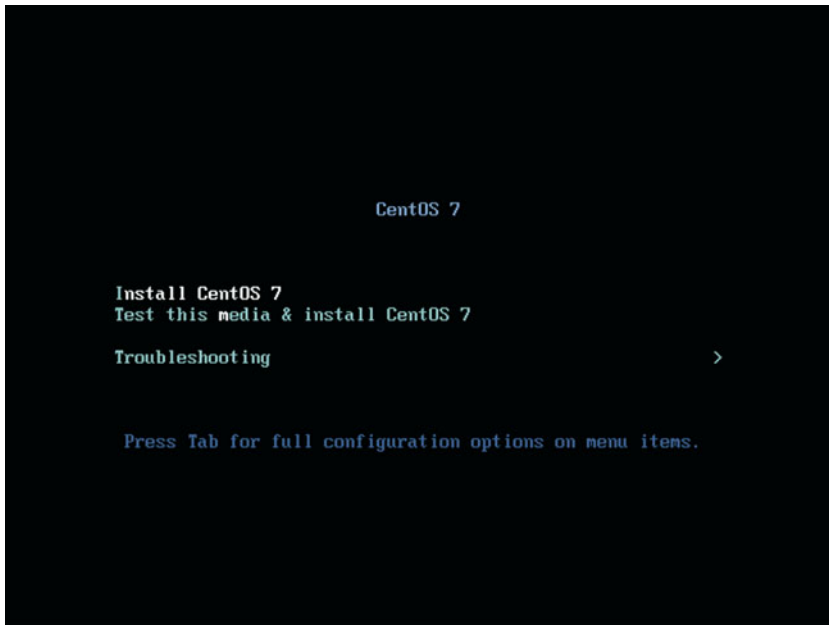 CentOS 7
Install CentOS 7
Test this media & install CentOS 7
Troubleshooting >
Press Tab for full configuration options on menu items.